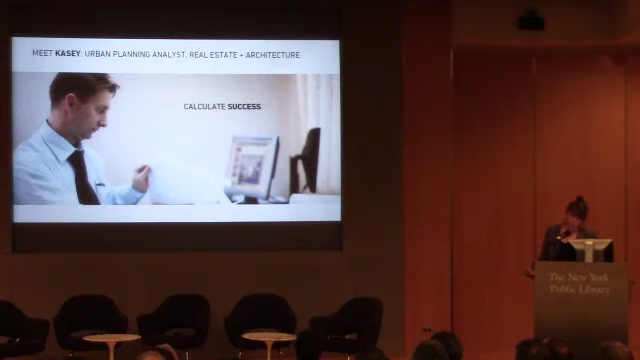 MEET KASEY: URBAN PLANNING ANALYST, REAL ESTATE + ARCHITECTURE
CALCULATE SUCCESS
The New York
Public Library